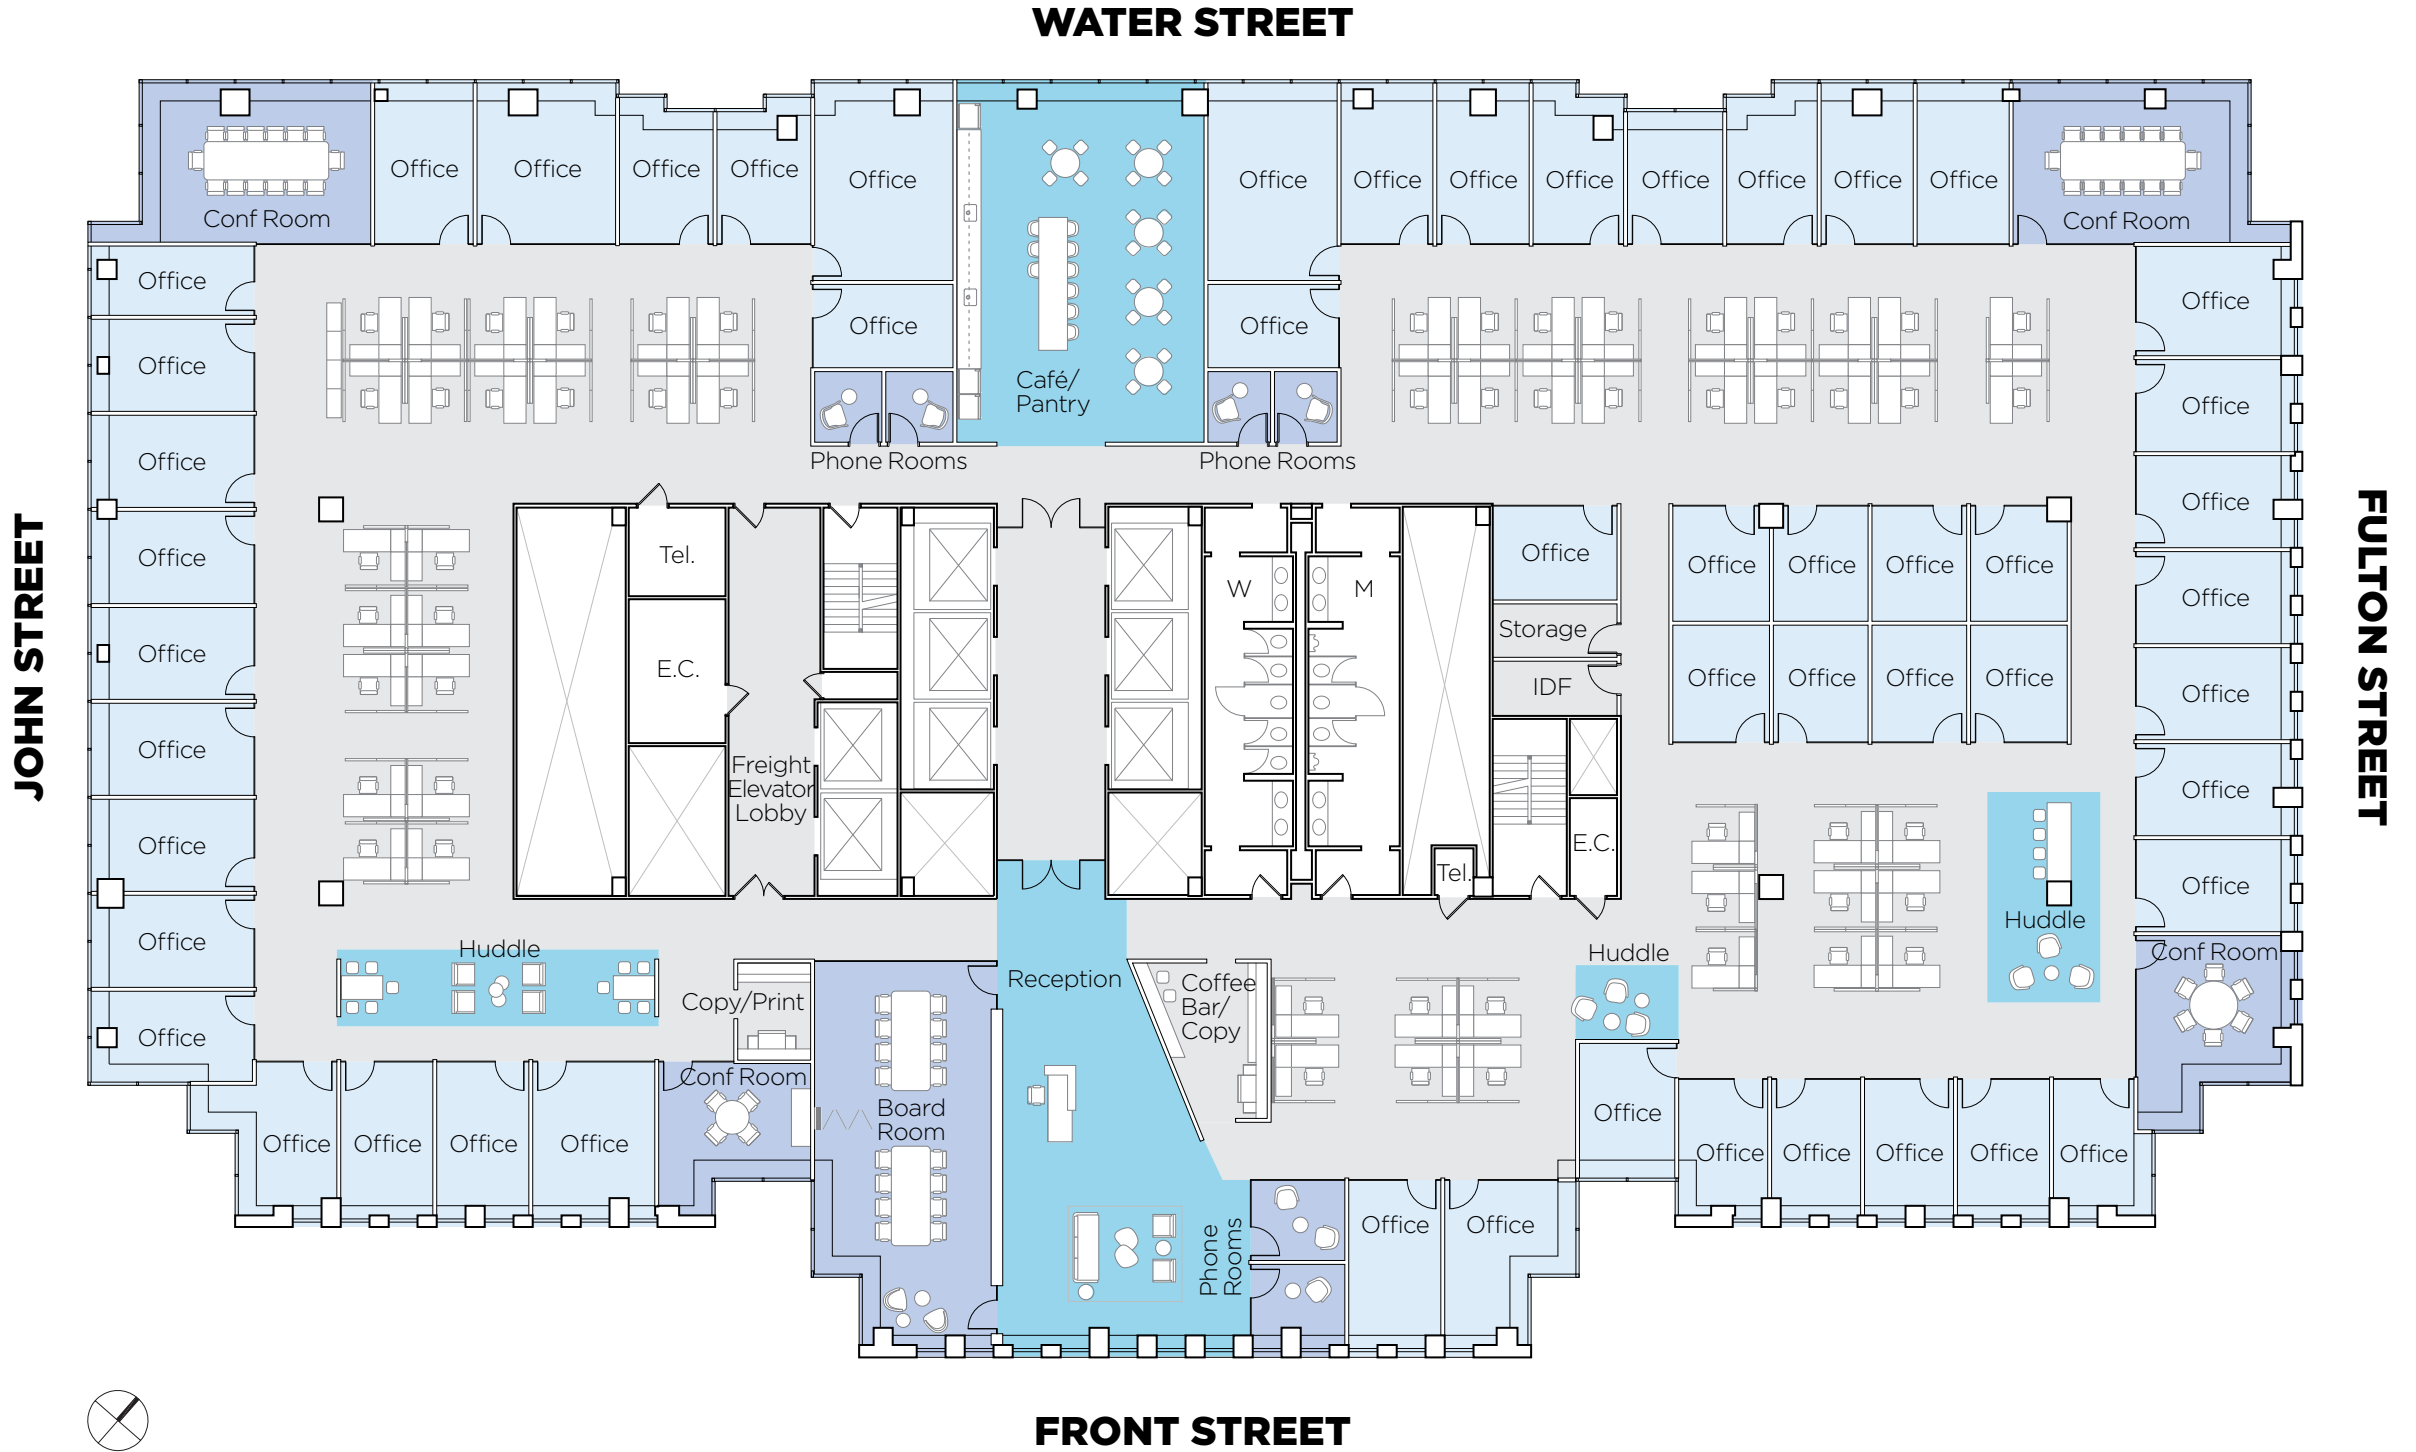 WATER STREET
Office
Office
Office
Office
Office
Office
Office
Office
Office
Office
Office
Office
Office
Conf Room
Conf Room
Office
Office
Office
Office
Office
Café/
Pantry
Office
Office
Phone Rooms
Phone Rooms
Office
Office
JOHN STREET
FULTON STREET
Office
Tel.
W
M
Office
Office
Office
Office
Office
Office
Storage
Office
E.C.
IDF
Office
Office
Office
Office
Office
Office
Freight
Elevator
Lobby
Office
Office
E.C.
Tel.
Office
Office
Huddle
Huddle
Huddle
Conf Room
Reception
Coffee
Bar/
Copy
Copy/Print
Office
Conf Room
Board
Room
Office
Office
Office
Office
Office
Office
Office
Office
Office
Office
Phone
Rooms
Office
Office
FRONT STREET